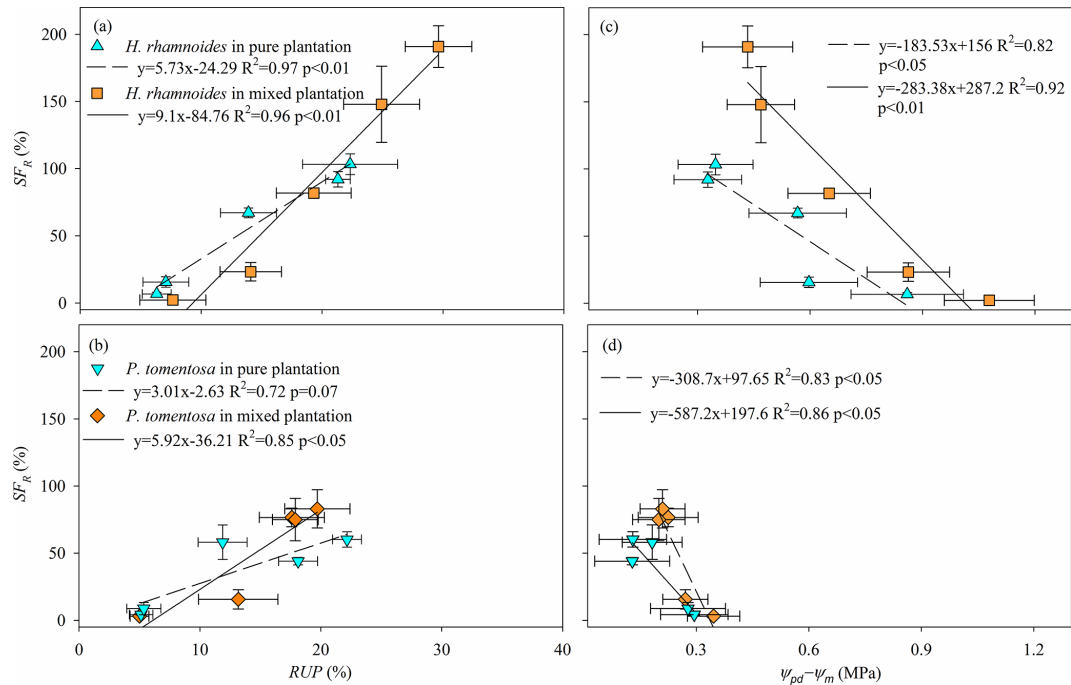 (a)
H. rhamnoides in pure plantation
y=5.73x-24.29 R²=0.97 p<0.01
H. rhamnoides in mixed plantation
y=9.1x-84.76 R²=0.96 p<0.01
200
150
100
50
0
SF_R (%)
(c)
y=-183.53x+156 R²=0.82
p<0.05
y=-283.38x+287.2 R²=0.92
p<0.01
(b)
P. tomentosa in pure plantation
y=3.01x-2.63 R²=0.72 p=0.07
P. tomentosa in mixed plantation
y=5.92x-36.21 R²=0.85 p<0.05
200
150
100
50
0
SF_R (%)
0 10 20 30 40
RUP (%)
(d)
y=-308.7x+97.65 R²=0.83 p<0.05
y=-587.2x+197.6 R²=0.86 p<0.05
0.3 0.6 0.9 1.2
ψ_pd−ψ_m (MPa)